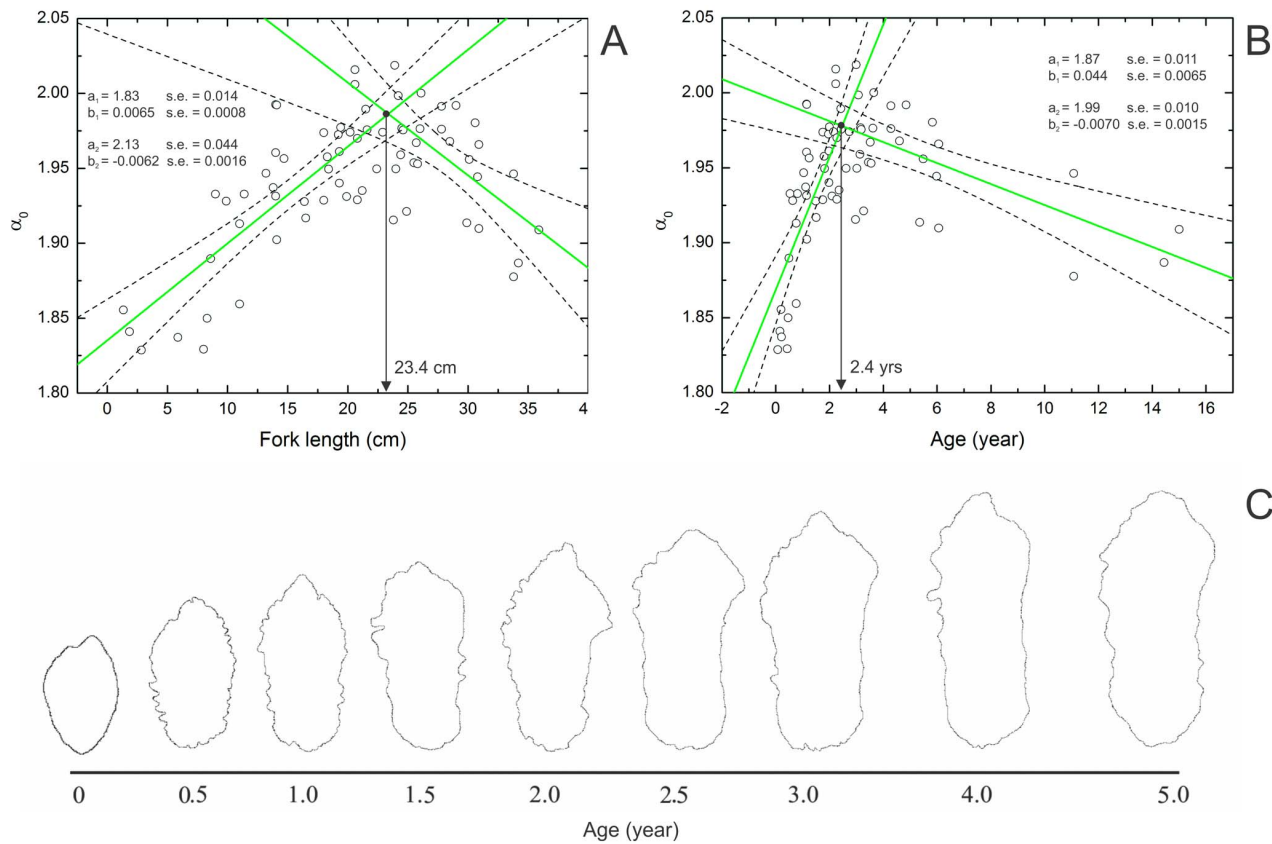 A
2.05
2.00
1.95
1.90
1.85
1.80
α0
a1 = 1.83 s.e. = 0.014
b1 = 0.0065 s.e. = 0.0008
a2 = 2.13 s.e. = 0.044
b2 = -0.0062 s.e. = 0.0016
23.4 cm
0 5 10 15 20 25 30 35 4
Fork length (cm)
B
2.05
2.00
1.95
1.90
1.85
1.80
α0
a1 = 1.87 s.e. = 0.011
b1 = 0.044 s.e. = 0.0065
a2 = 1.99 s.e. = 0.010
b2 = -0.0070 s.e. = 0.0015
2.4 yrs
-2 0 2 4 6 8 10 12 14 16
Age (year)
C
0 0.5 1.0 1.5 2.0 2.5 3.0 4.0 5.0
Age (year)